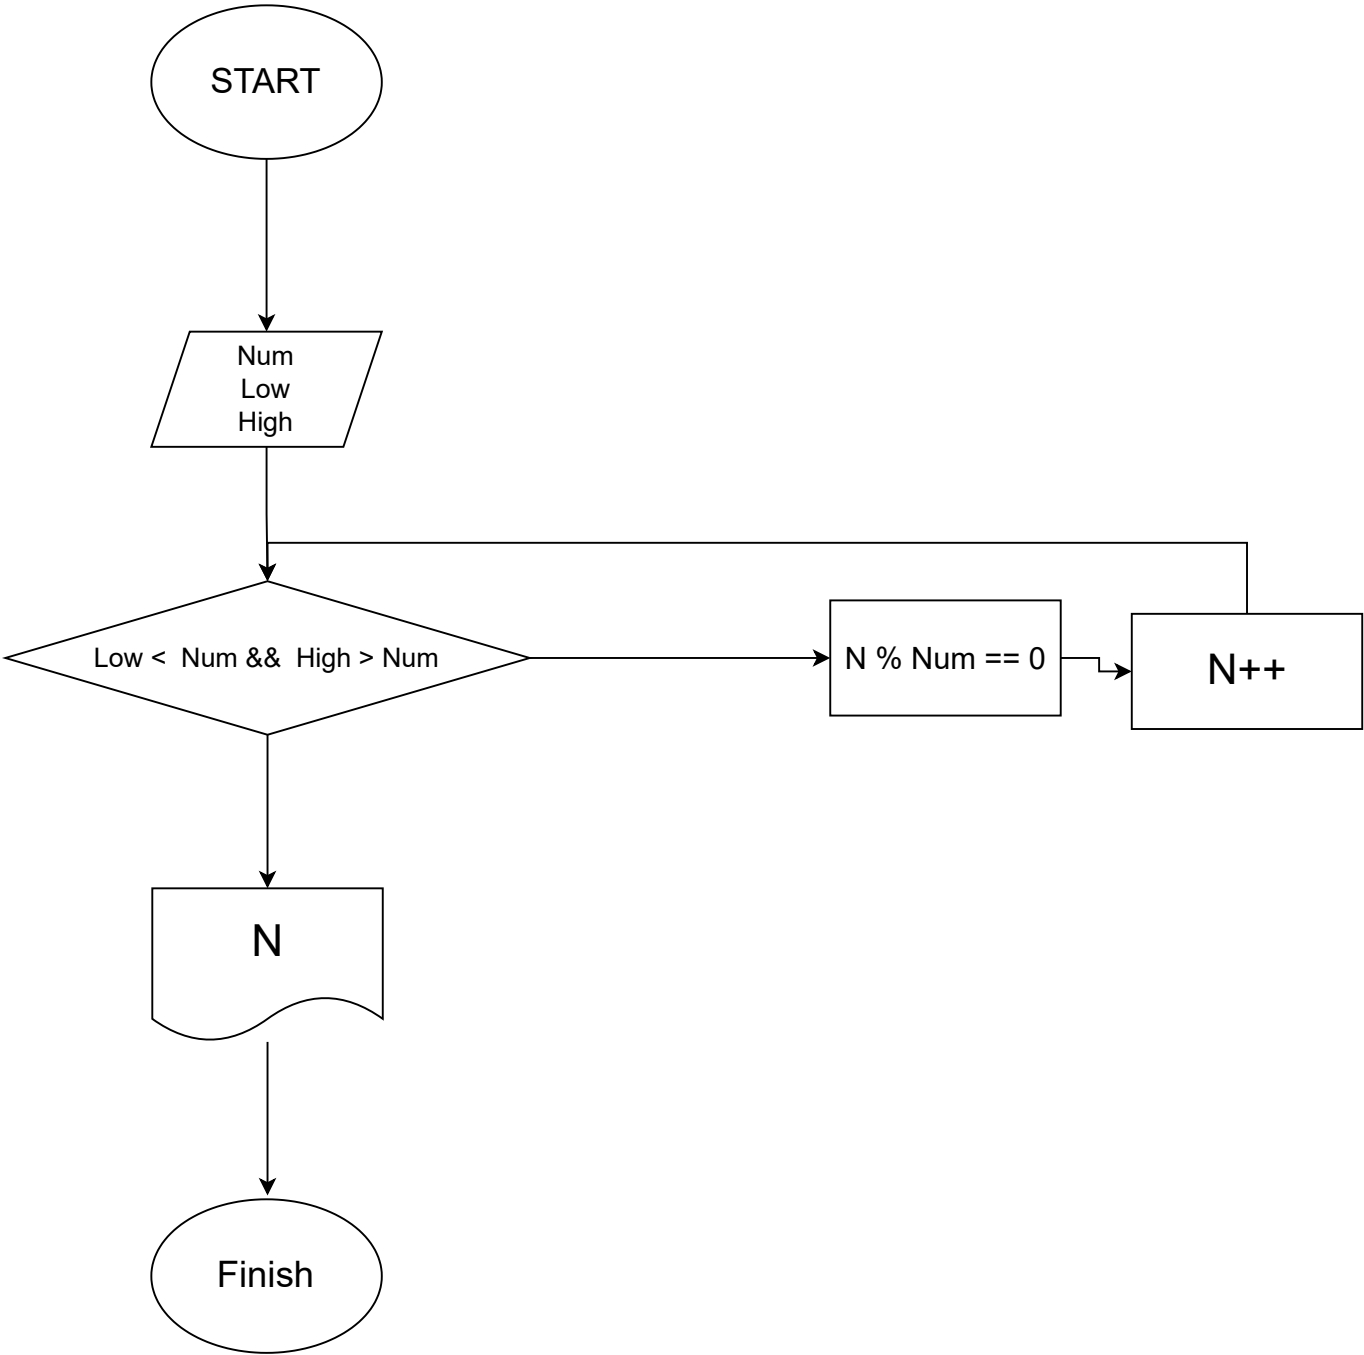 START
Num
Low
High
Low < Num && High > Num
N % Num == 0
N++
N
Finish